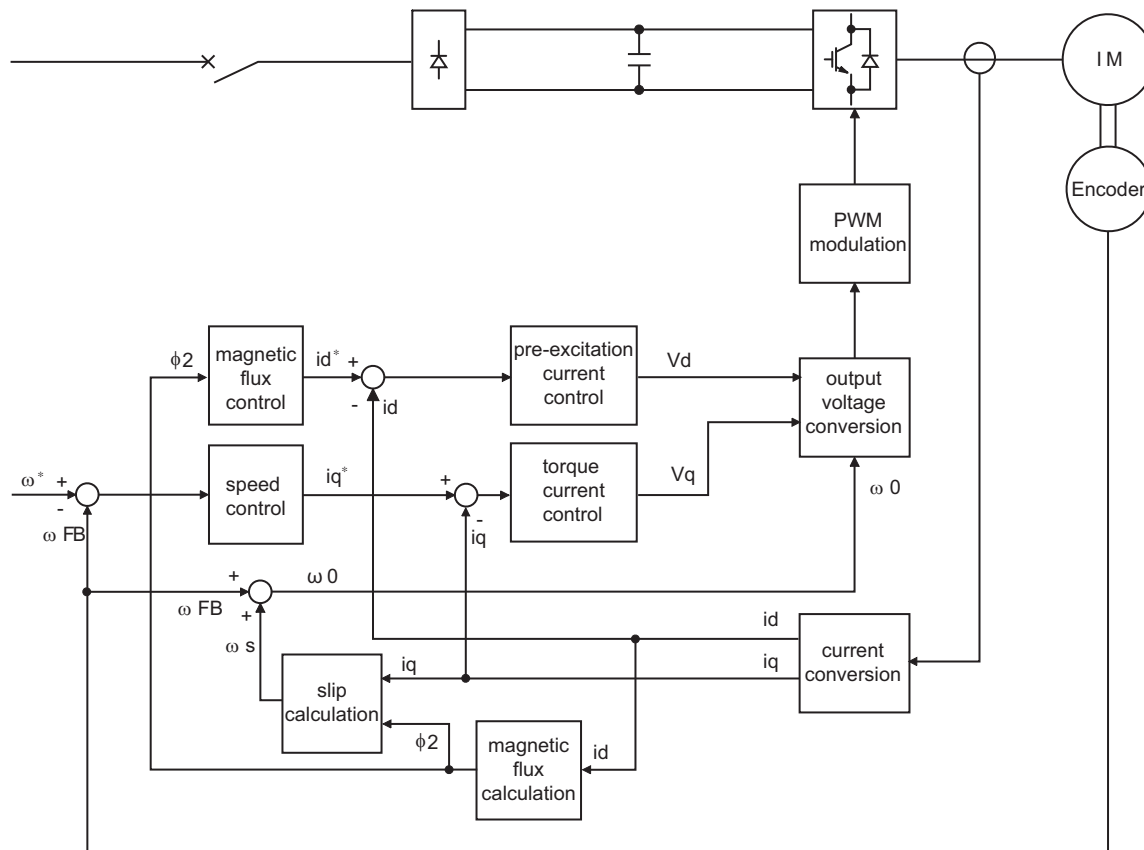 IM
Encoder
PWM
modulation
ϕ2
magnetic
flux
control
id*
+
-
id
pre-excitation
current
control
Vd
output
voltage
conversion
ω*
+
-
ω FB
speed
control
iq*
+
-
iq
torque
current
control
Vq
ω 0
+
ω FB
+
ω 0
ω s
slip
calculation
iq
ϕ2
magnetic
flux
calculation
id
id
iq
current
conversion